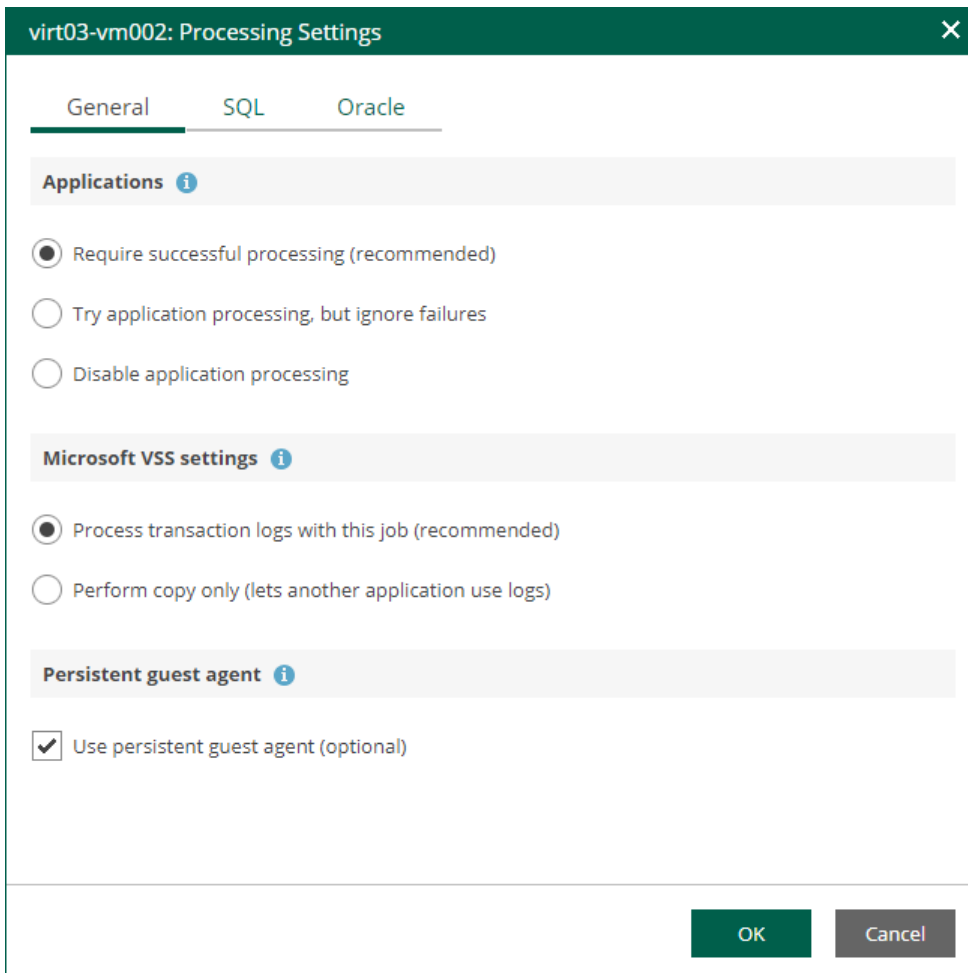 virt03-vm002: Processing Settings
General SQL Oracle
Applications
Require successful processing (recommended)
Try application processing, but ignore failures
Disable application processing
Microsoft VSS settings
Process transaction logs with this job (recommended)
Perform copy only (lets another application use logs)
Persistent guest agent
Use persistent guest agent (optional)
OK Cancel